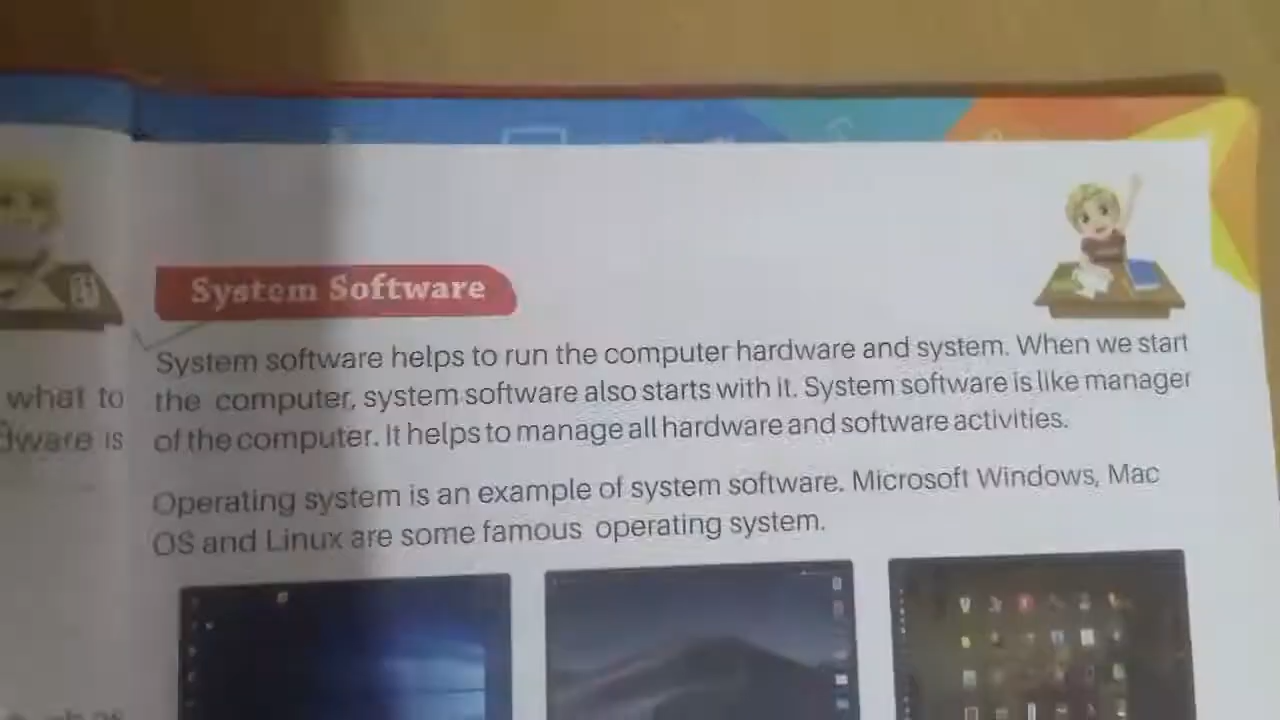 System Software
System software helps to run the computer hardware and system. When we start
the computer, system software also starts with it. System software is like manager
of the computer. It helps to manage all hardware and software activities.
Operating system is an example of system software. Microsoft Windows, Mac
OS and Linux are some famous operating system.
what to
is